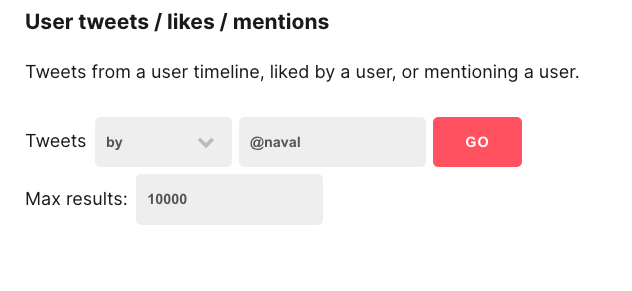 User tweets / likes / mentions
Tweets from a user timeline, liked by a user, or mentioning a user.
Tweets by @naval GO
Max results: 10000